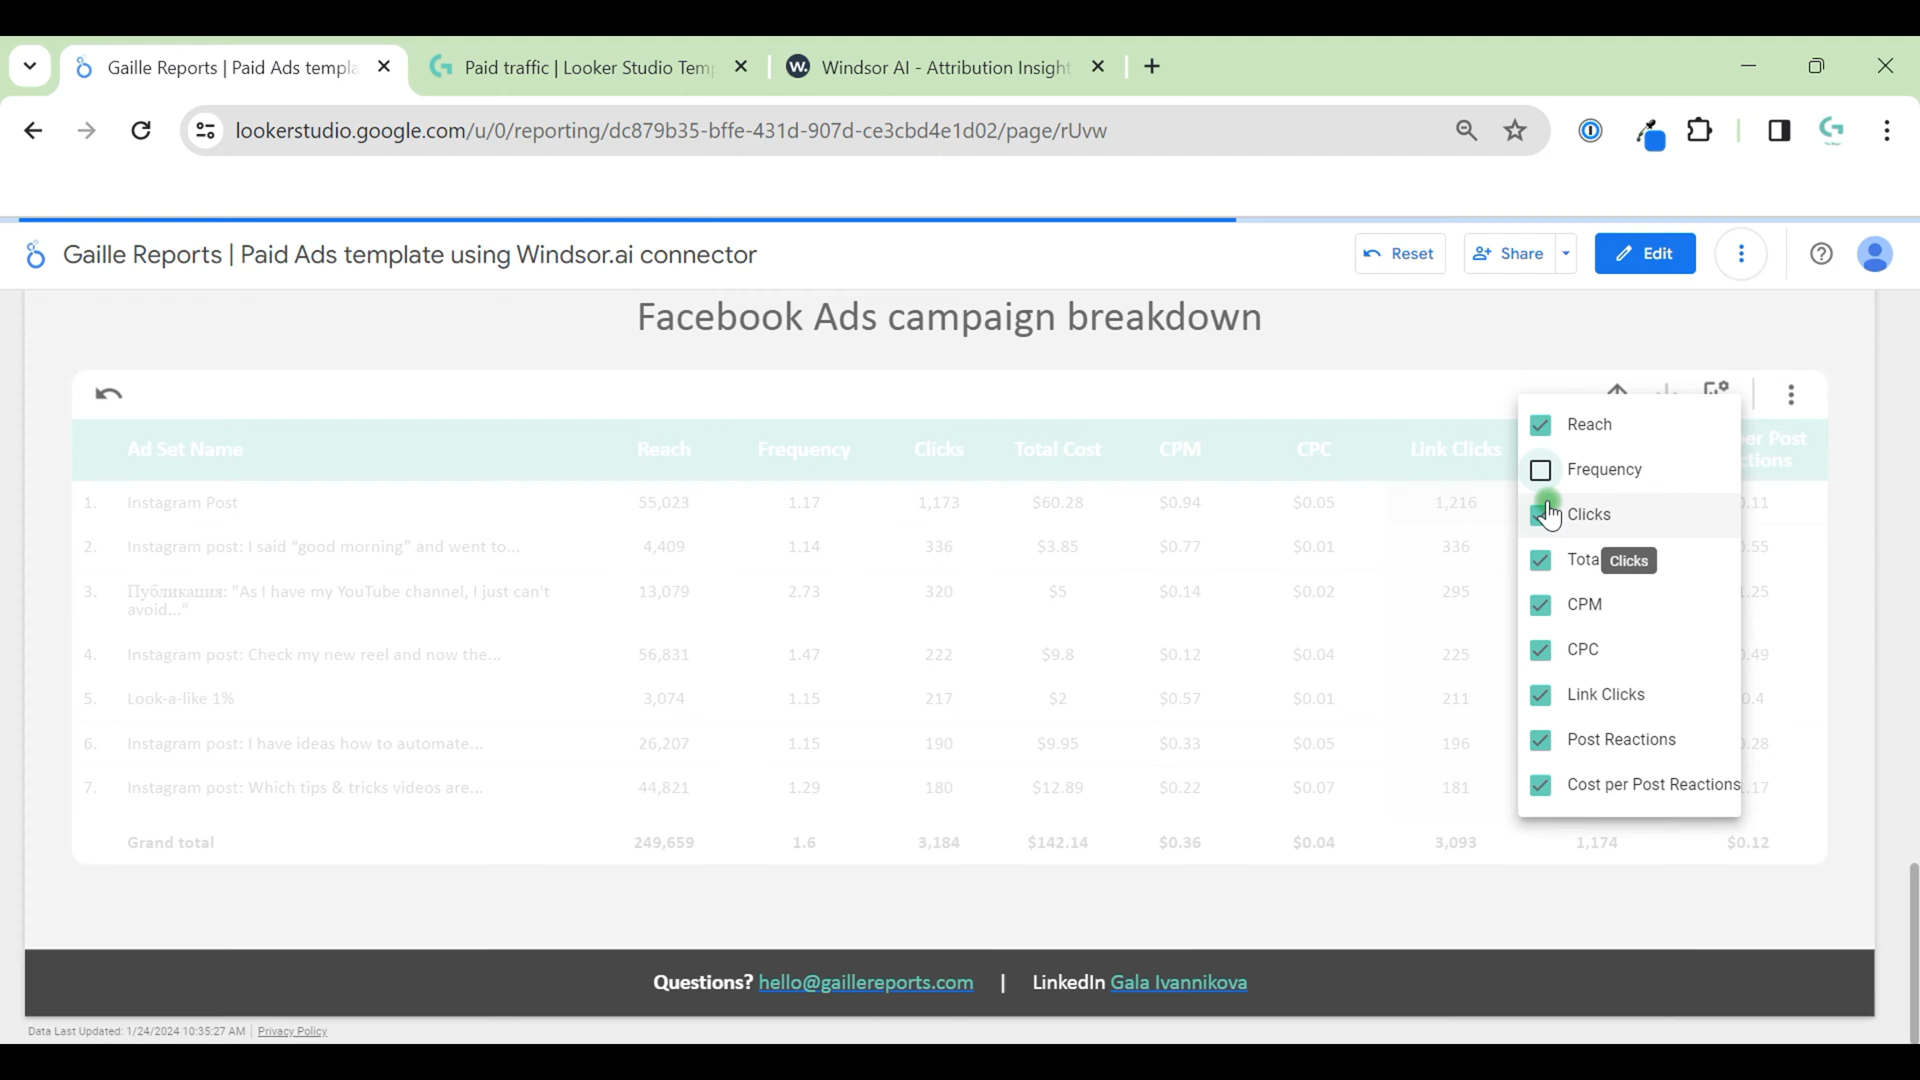 Gaille Reports | Paid Ads templa
Paid traffic | Looker Studio Tem
W.
Windsor AI - Attribution Insight
lookerstudio.google.com/u/0/reporting/dc879b35-bffe-431d-907d-ce3cbd4e1d02/page/rUvw
Gaille Reports | Paid Ads template using Windsor.ai connector
Reset
Share
Edit
Facebook Ads campaign breakdown
Ad Set Name Reach Frequency Clicks Total Cost CPM CPC Link Clicks er Post
ctions
1. Instagram Post 55,023 1.17 1,173 $60.28 $0.94 $0.05 1,216 .11
2. Instagram post: I said “good morning” and went to... 4,409 1.14 336 $3.85 $0.77 $0.01 336 .55
3. Публикация: "As I have my YouTube channel, I just can't 13,079 2.73 320 $5 $0.14 $0.02 295 .25
avoid..."
4. Instagram post: Check my new reel and now the... 56,831 1.47 222 $9.8 $0.12 $0.04 225 .49
5. Look-a-like 1% 3,074 1.15 217 $2 $0.57 $0.01 211 0.4
6. Instagram post: I have ideas how to automate... 26,207 1.15 190 $9.95 $0.33 $0.05 196 .28
7. Instagram post: Which tips & tricks videos are... 44,821 1.29 180 $12.89 $0.22 $0.07 181 .17
Grand total 249,659 1.6 3,184 $142.14 $0.36 $0.04 3,093 1,174 $0.12
Reach
Frequency
Clicks
Tota
Clicks
CPM
CPC
Link Clicks
Post Reactions
Cost per Post Reactions
Questions? hello@gaillereports.com | LinkedIn Gala Ivannikova
Data Last Updated: 1/24/2024 10:35:27 AM | Privacy Policy